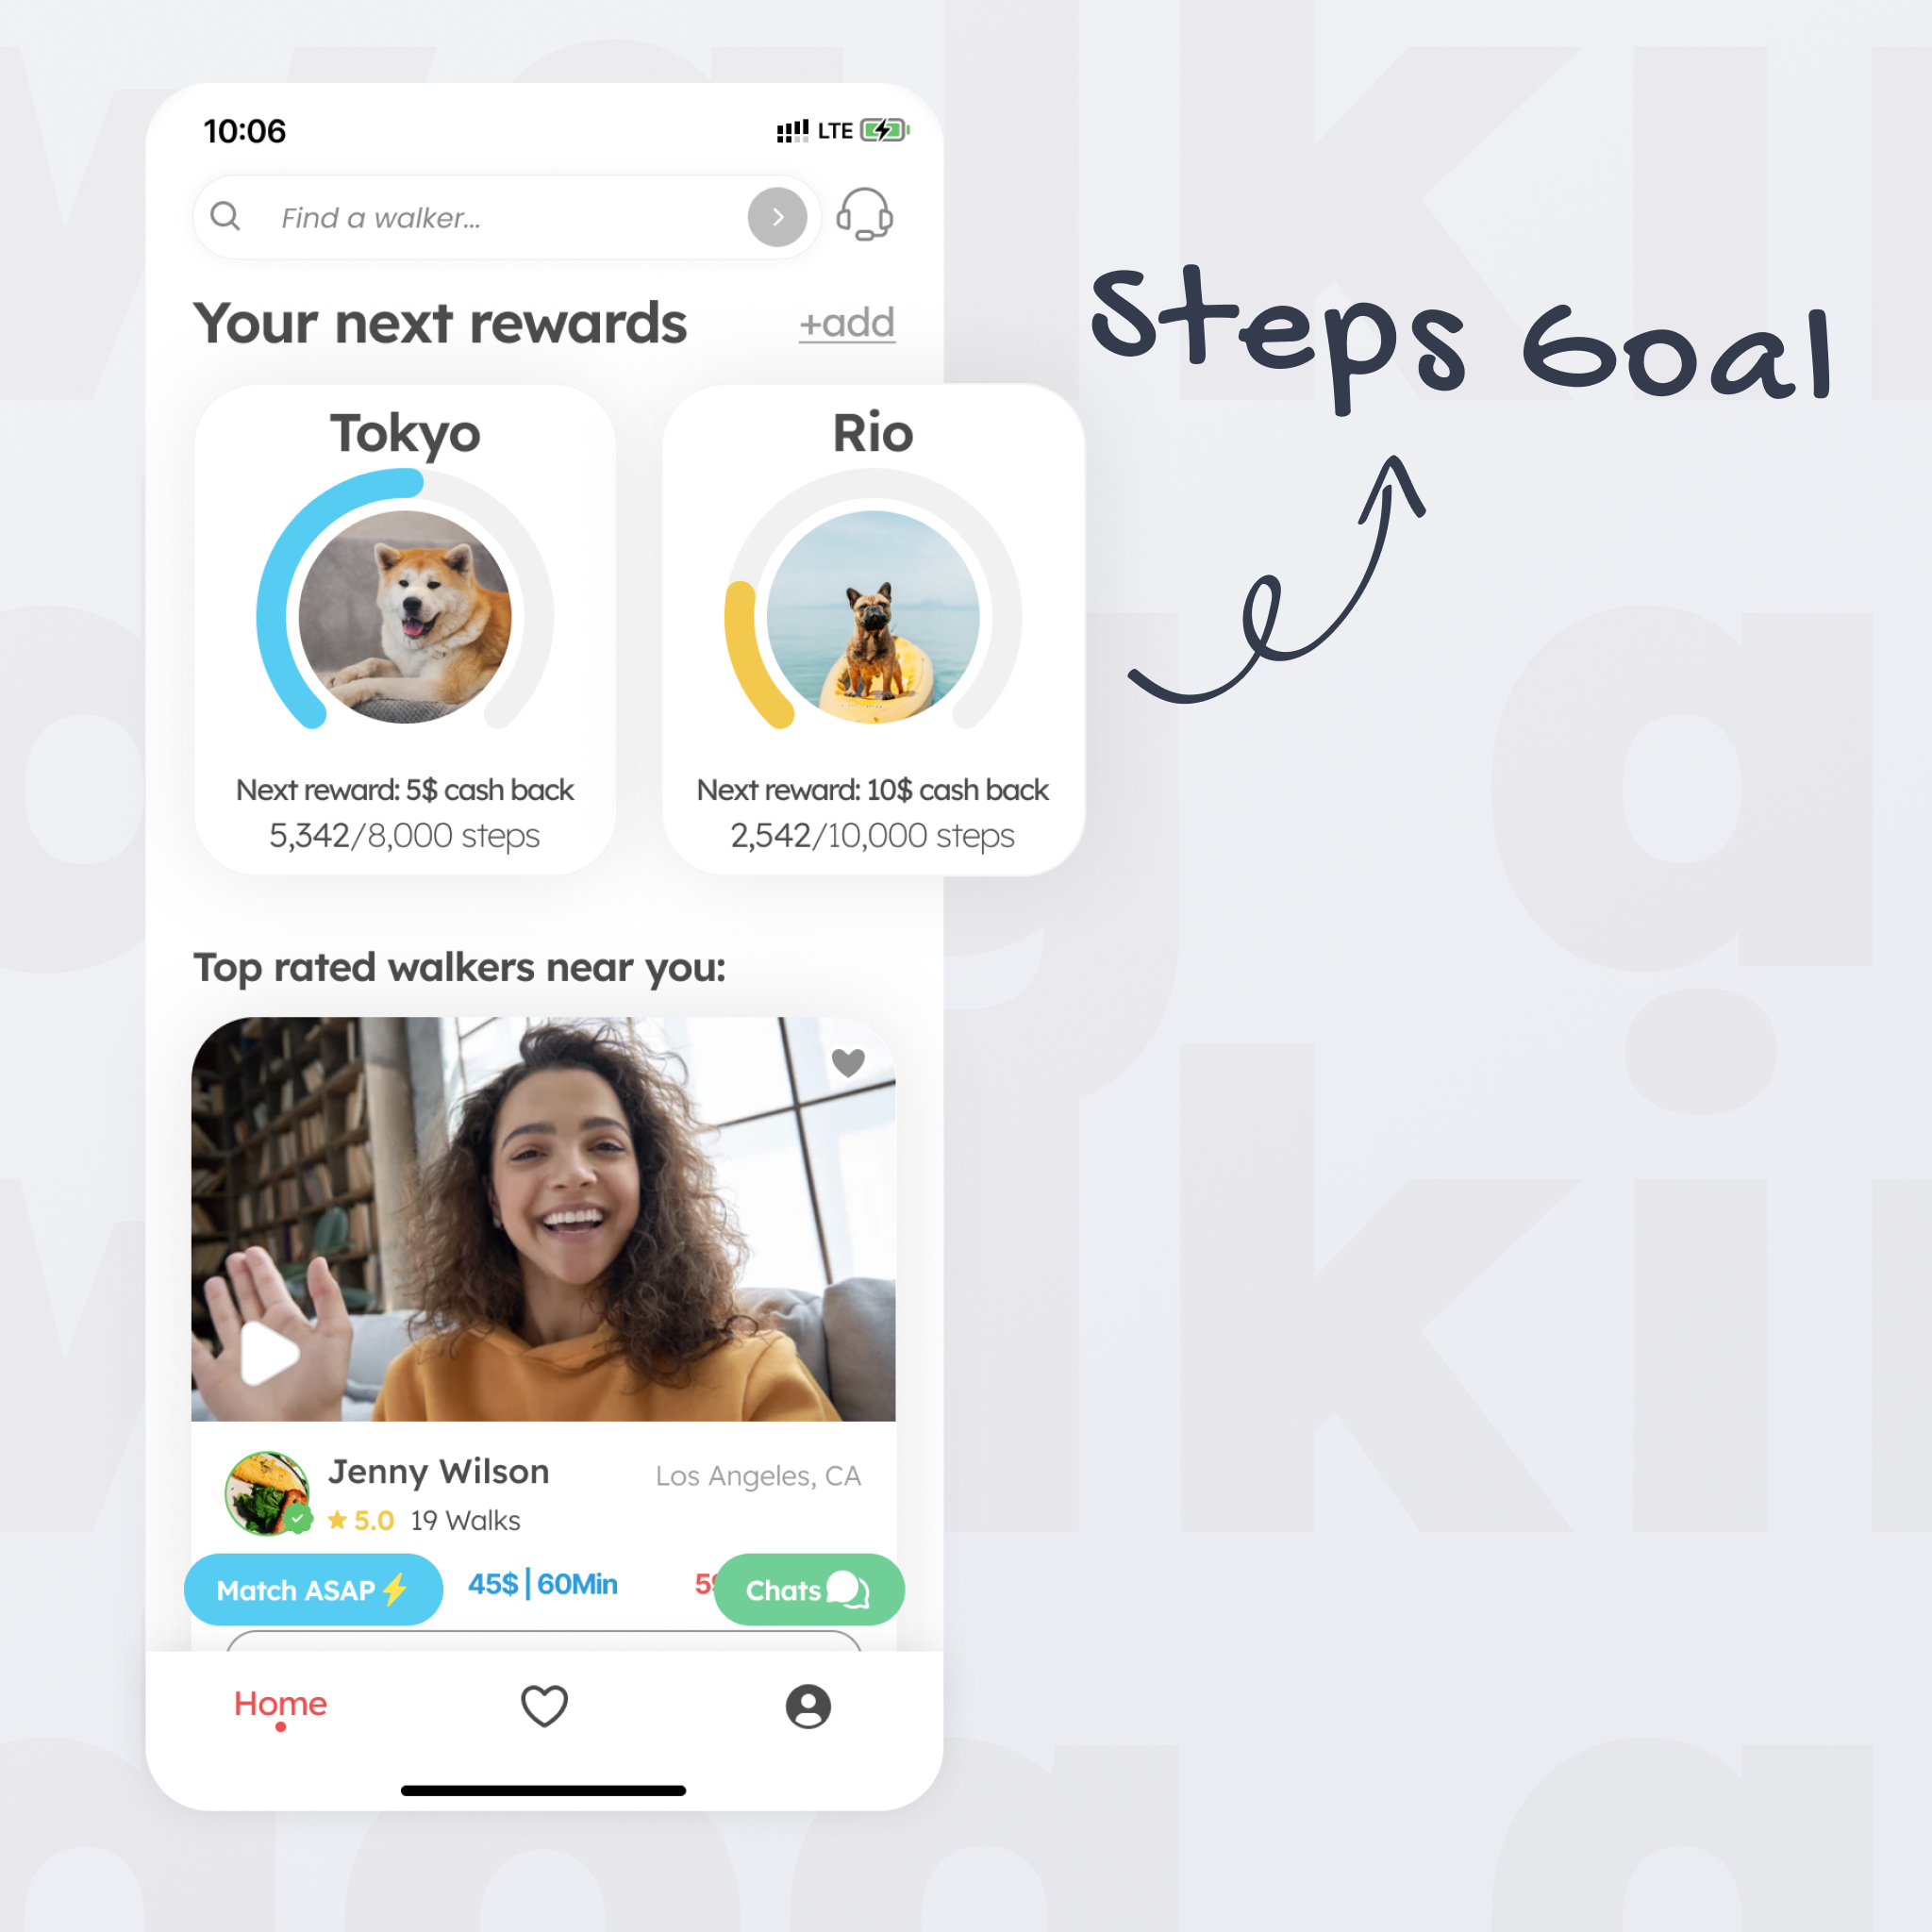 10:06
LTE
Find a walker...
Your next rewards
+add
Steps Goal
Tokyo
Next reward: 5$ cash back
5,342/8,000 steps
Rio
Next reward: 10$ cash back
2,542/10,000 steps
Top rated walkers near you:
Jenny Wilson
Los Angeles, CA
5.0 19 Walks
Match ASAP
45$|60Min
Chats
Home